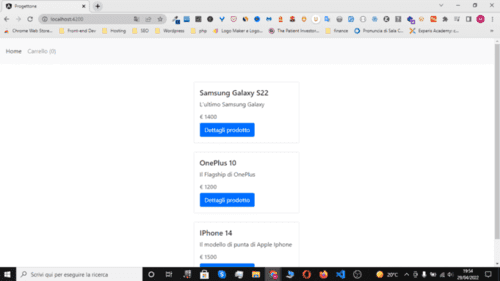 Progettone
localhost:4200
Chrome Web Store...
Front end Dev
Hosting
SEO
Wordpress
php
Logo Maker a Logo...
The Patient Investor...
finance
Pronuncia di Sala C...
Experis Academy c...
Home
Carrello (0)
Samsung Galaxy S22
L'ultimo Samsung Galaxy
€ 1400
Dettagli prodotto
OnePlus 10
Il Flagship di OnePlus
€ 1200
Dettagli prodotto
IPhone 14
Il modello di punta di Apple Iphone
€ 1500
Scrivi qui per eseguire la ricerca
20°C
19:54
29/04/2022